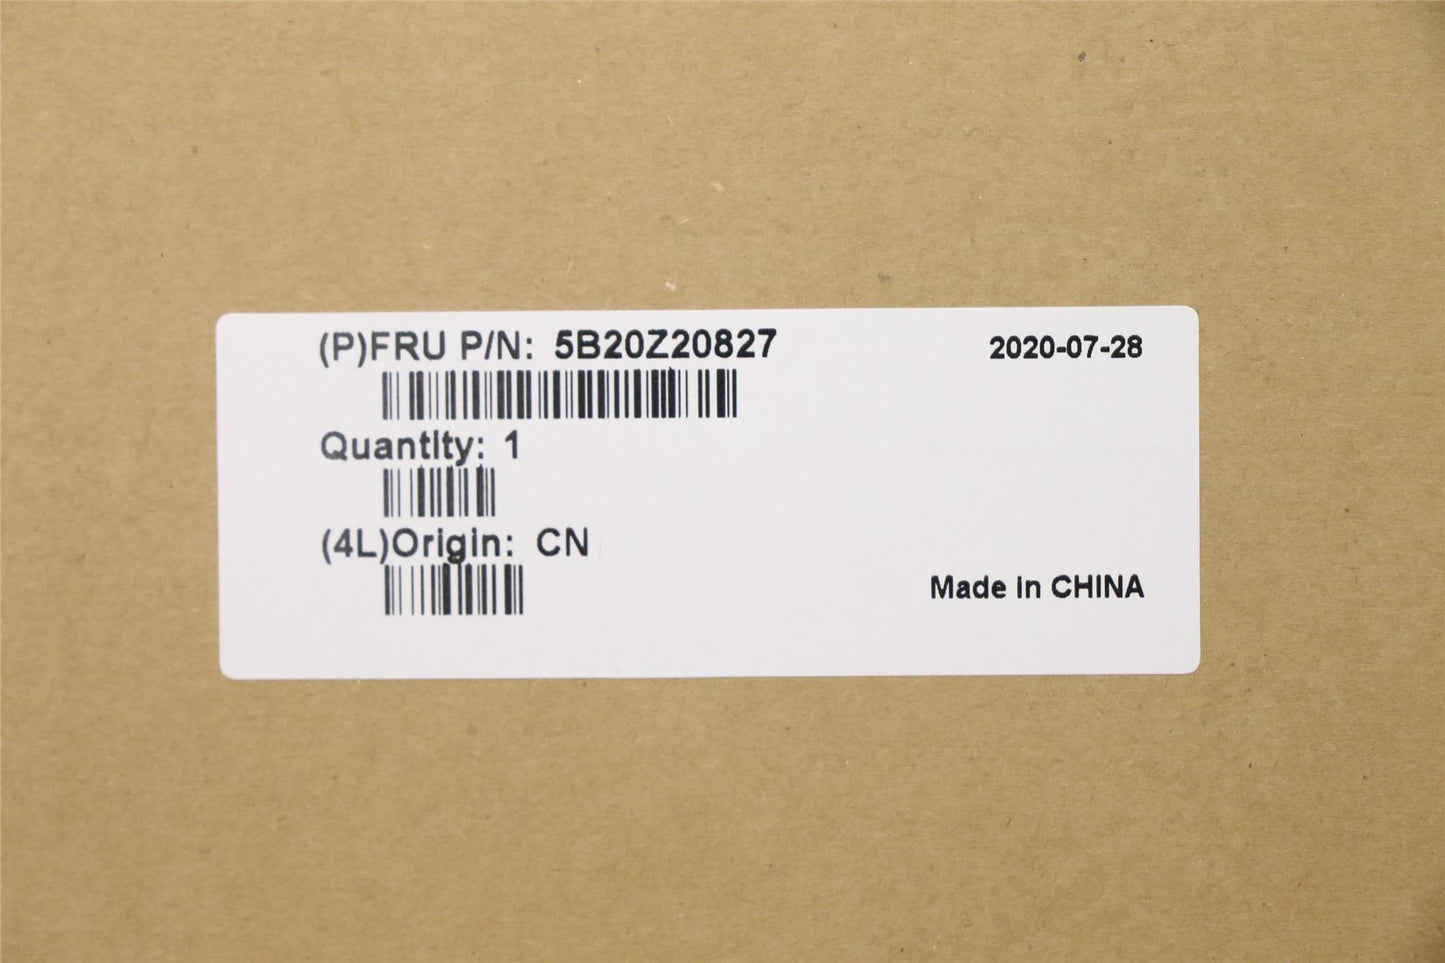 (P)FRU P/N: 5B20Z20827
2020-07-28
Quantity: 1
(4L)Origin: CN
Made in CHINA